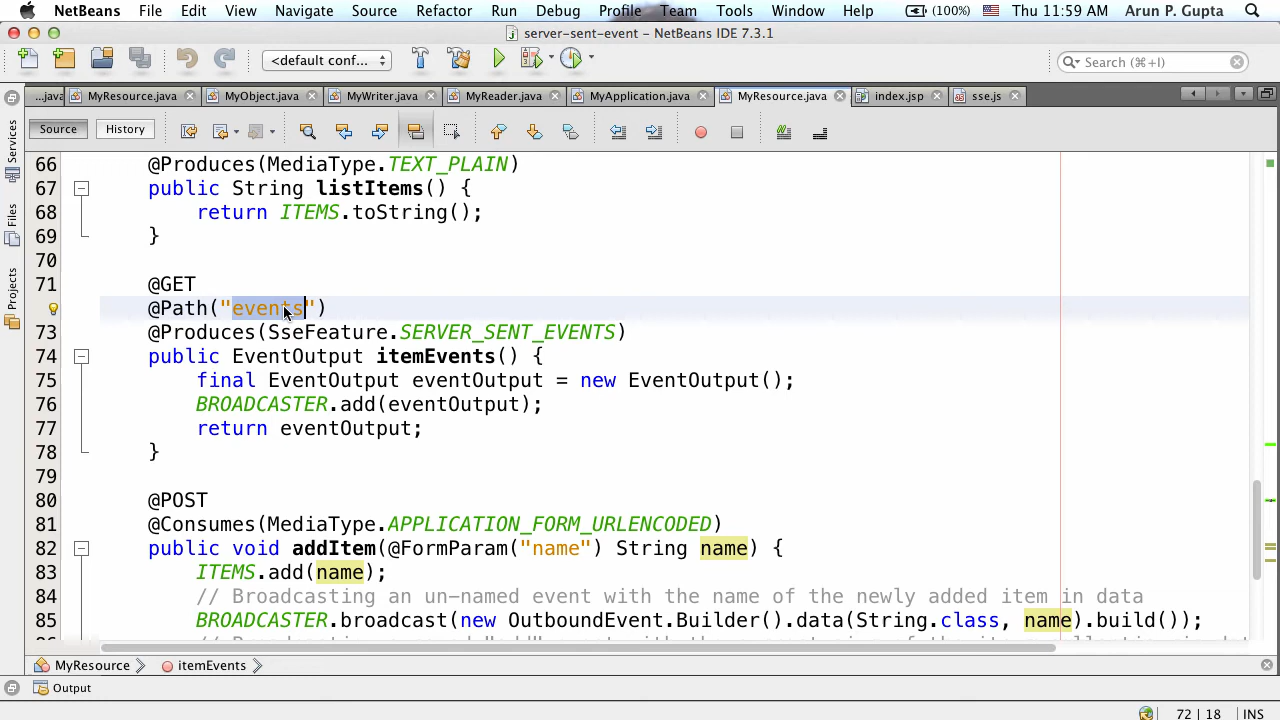 NetBeans File Edit View Navigate Source Refactor Run Debug Profile Team Tools Window Help (100%) Thu 11:59 AM Arun P. Gupta
server-sent-event - NetBeans IDE 7.3.1
<default conf... Search (⌘+I)
...java MyResource.java MyObject.java MyWriter.java MyReader.java MyApplication.java MyResource.java index.jsp sse.js
Source History
Services
Files
Projects
66 @Produces(MediaType.TEXT_PLAIN)
67 public String listItems() {
68 return ITEMS.toString();
69 }
70
71 @GET
@Path("events")
73 @Produces(SseFeature.SERVER_SENT_EVENTS)
74 public EventOutput itemEvents() {
75 final EventOutput eventOutput = new EventOutput();
76 BROADCASTER.add(eventOutput);
77 return eventOutput;
78 }
79
80 @POST
81 @Consumes(MediaType.APPLICATION_FORM_URLENCODED)
82 public void addItem(@FormParam("name") String name) {
83 ITEMS.add(name);
84 // Broadcasting an un-named event with the name of the newly added item in data
85 BROADCASTER.broadcast(new OutboundEvent.Builder().data(String.class, name).build());
MyResource itemEvents
Output
72 | 18 INS